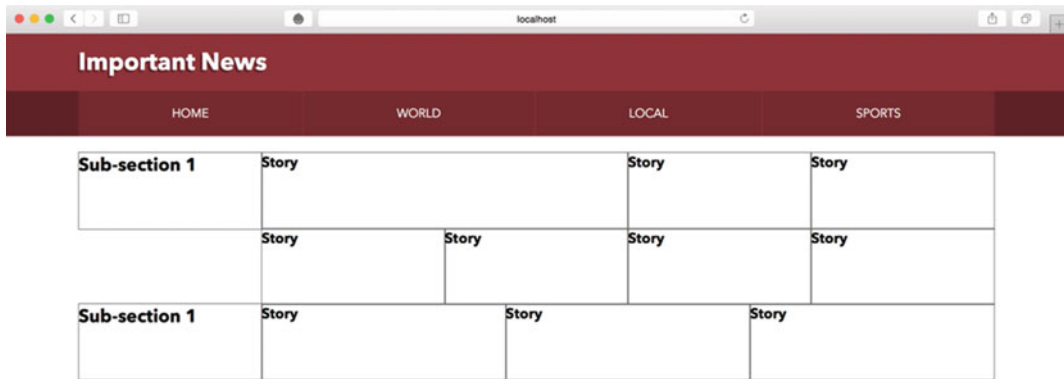 localhost
Important News
HOME WORLD LOCAL SPORTS
Sub-section 1 Story Story Story
Story Story Story Story
Sub-section 1 Story Story Story